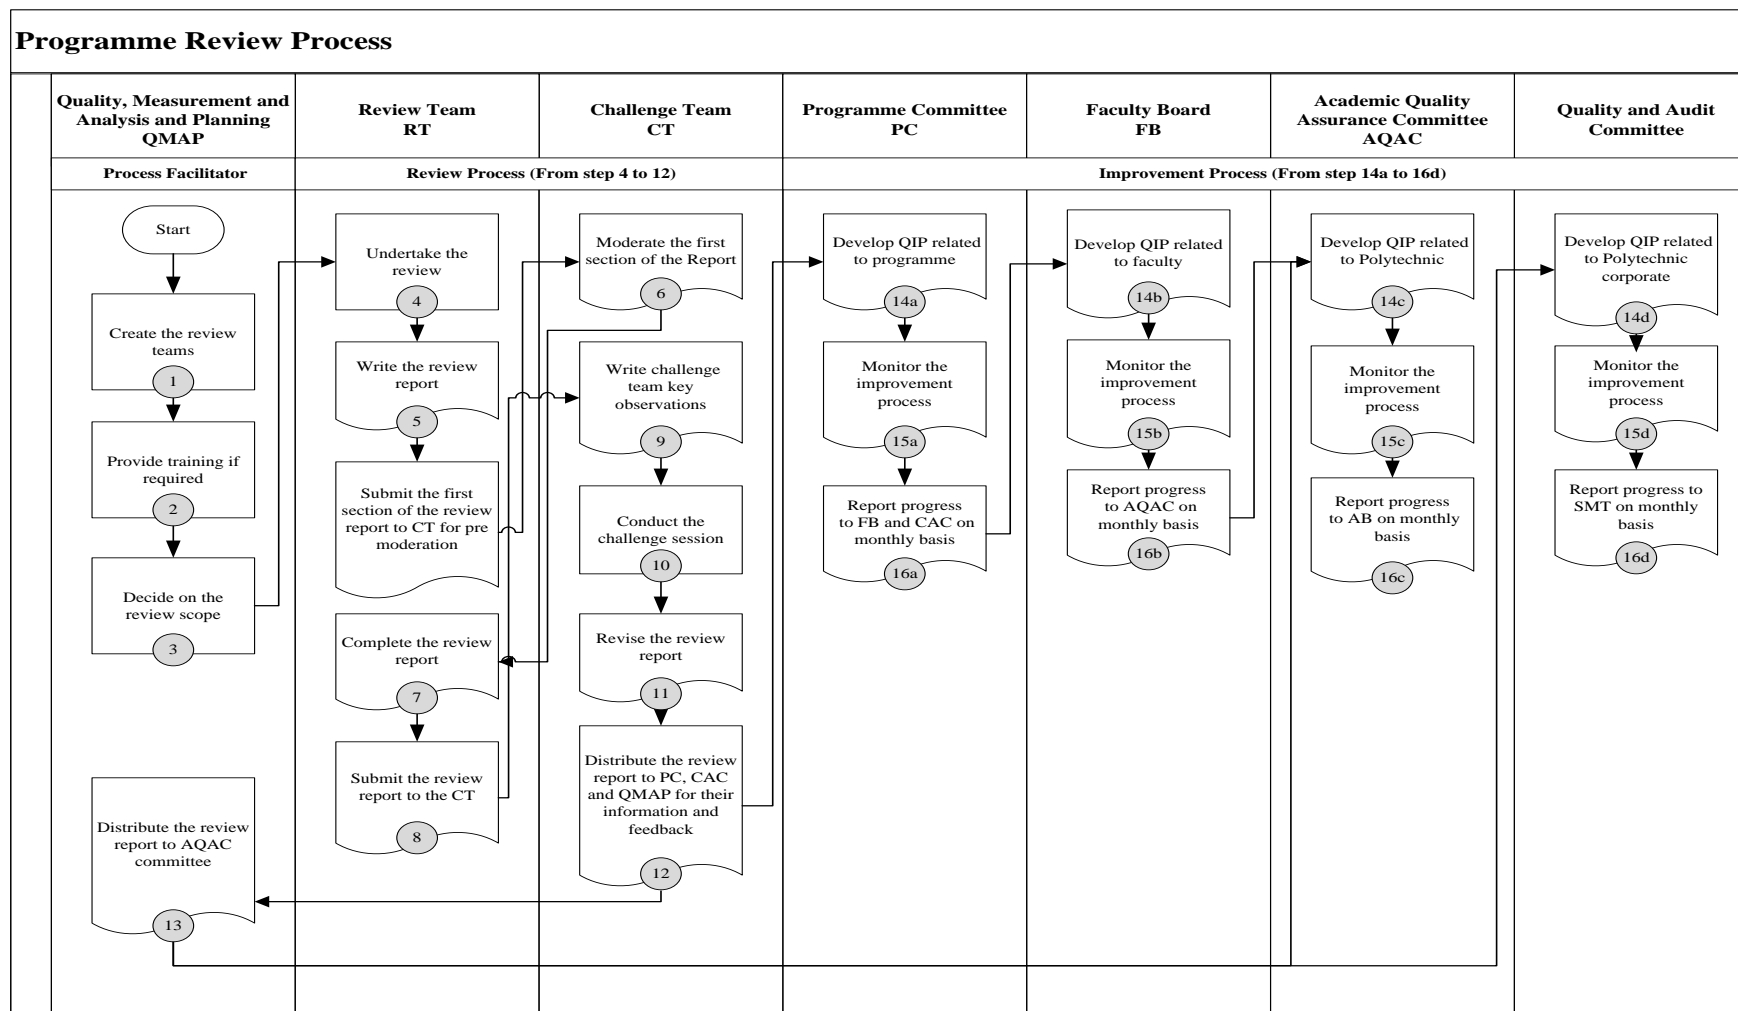 Programme Review Process
Quality, Measurement and
Analysis and Planning
QMAP
Review Team
RT
Challenge Team
CT
Programme Committee
PC
Faculty Board
FB
Academic Quality
Assurance Committee
AQAC
Quality and Audit
Committee
Process Facilitator
Review Process (From step 4 to 12)
Improvement Process (From step 14a to 16d)
Start
Create the review
teams
1
Provide training if
required
2
Decide on the
review scope
3
Distribute the review
report to AQAC
committee
13
Undertake the
review
4
Write the review
report
5
Submit the first
section of the review
report to CT for pre
moderation
Complete the review
report
7
Submit the review
report to the CT
8
Moderate the first
section of the Report
6
Write challenge
team key
observations
9
Conduct the
challenge session
10
Revise the review
report
11
Distribute the review
report to PC, CAC
and QMAP for their
information and
feedback
12
Develop QIP related
to programme
14a
Monitor the
improvement
process
15a
Report progress
to FB and CAC on
monthly basis
16a
Develop QIP related
to faculty
14b
Monitor the
improvement
process
15b
Report progress
to AQAC on
monthly basis
16b
Develop QIP related
to Polytechnic
14c
Monitor the
improvement
process
15c
Report progress
to AB on monthly
basis
16c
Develop QIP related
to Polytechnic
corporate
14d
Monitor the
improvement
process
15d
Report progress to
SMT on monthly
basis
16d